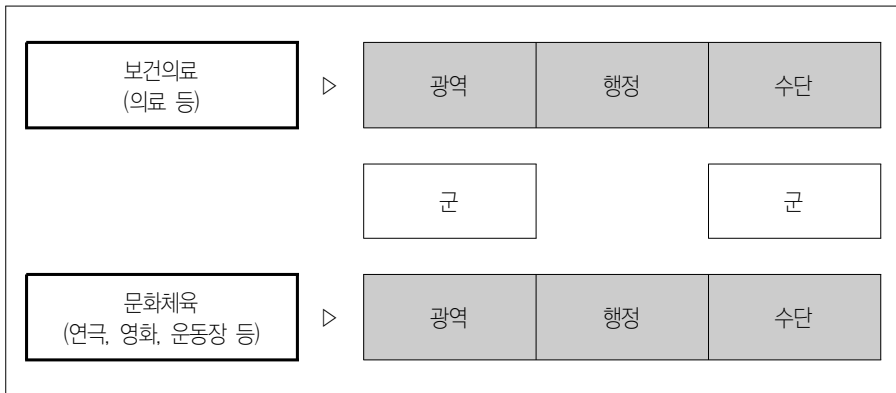 보건의료
(의료 등)
▷
광역
행정
수단
군
군
문화체육
(연극, 영화, 운동장 등)
▷
광역
행정
수단